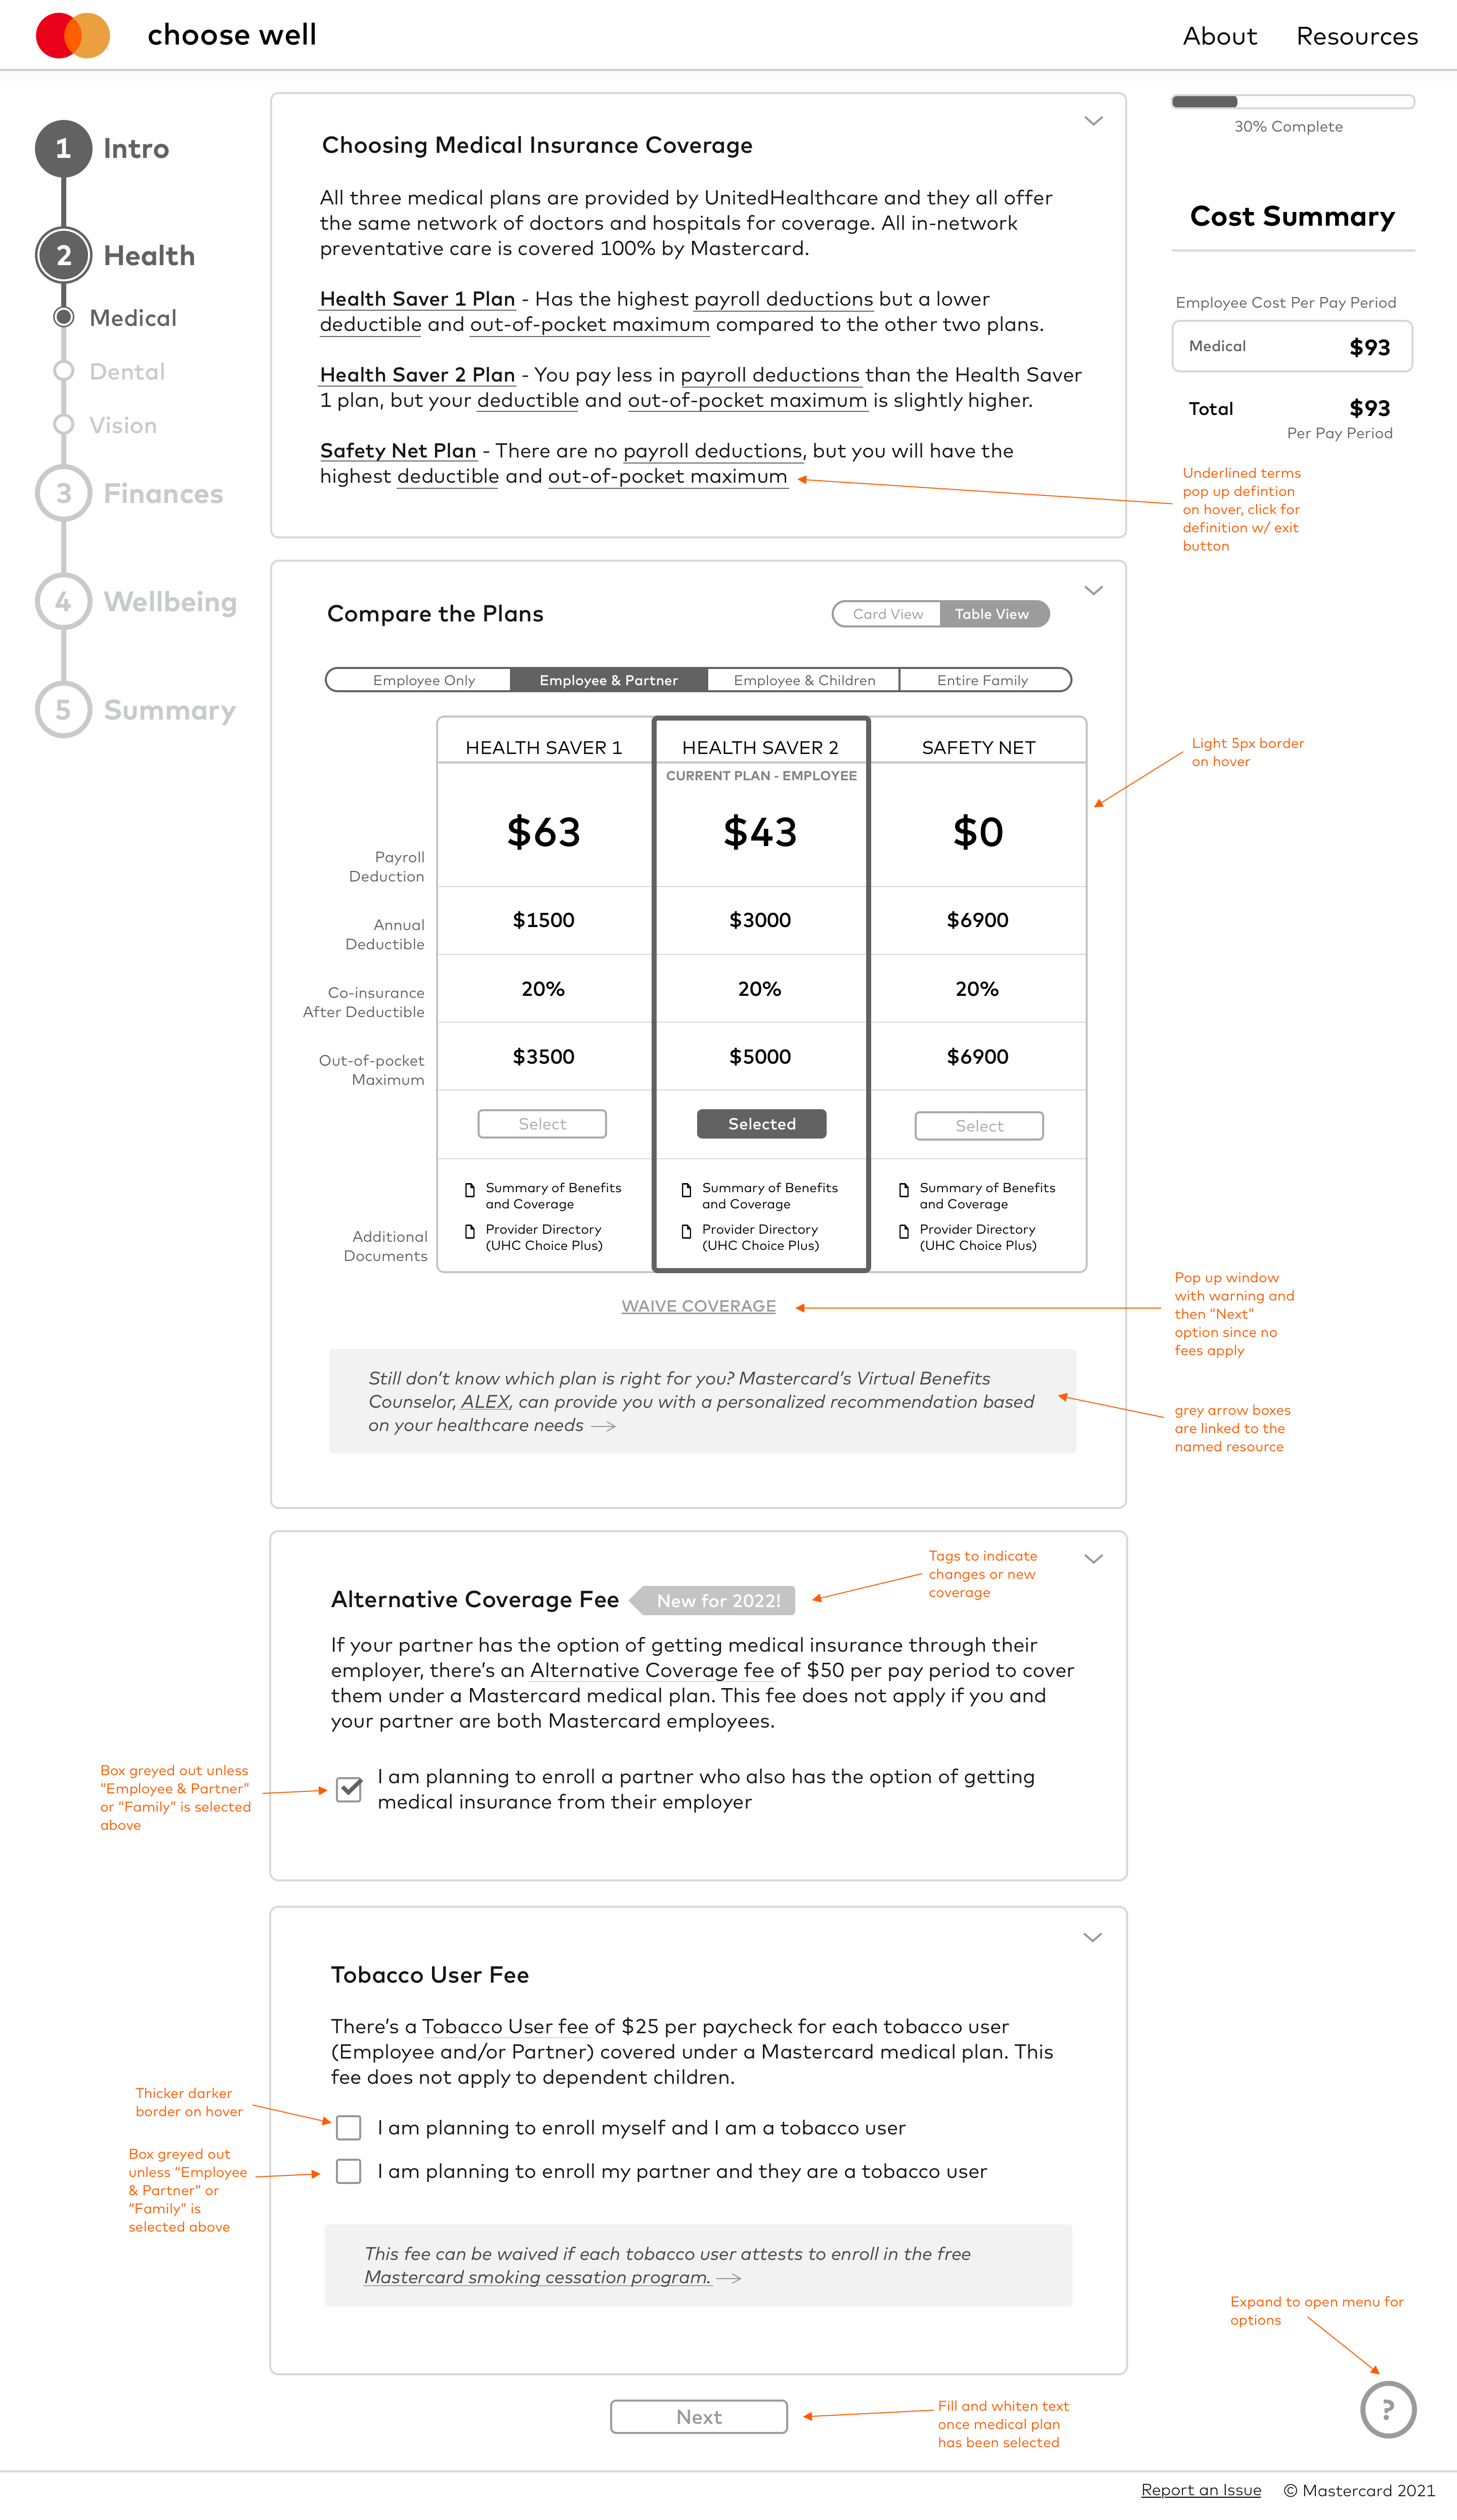 choose well
About
Resources
1 Intro
2 Health
Medical
Dental
Vision
3 Finances
4 Wellbeing
5 Summary
30% Complete
Cost Summary
Employee Cost Per Pay Period
Medical $93
Total $93
Per Pay Period
Underlined terms
pop up defintion
on hover, click for
definition w/ exit
button
Choosing Medical Insurance Coverage
All three medical plans are provided by UnitedHealthcare and they all offer
the same network of doctors and hospitals for coverage. All in-network
preventative care is covered 100% by Mastercard.
Health Saver 1 Plan - Has the highest payroll deductions but a lower
deductible and out-of-pocket maximum compared to the other two plans.
Health Saver 2 Plan - You pay less in payroll deductions than the Health Saver
1 plan, but your deductible and out-of-pocket maximum is slightly higher.
Safety Net Plan - There are no payroll deductions, but you will have the
highest deductible and out-of-pocket maximum
Compare the Plans
Card View
Table View
Employee Only
Employee & Partner
Employee & Children
Entire Family
HEALTH SAVER 1
HEALTH SAVER 2
SAFETY NET
CURRENT PLAN - EMPLOYEE
Light 5px border
on hover
Payroll
Deduction
$63
$43
$0
Annual
Deductible
$1500
$3000
$6900
Co-insurance
After Deductible
20%
20%
20%
Out-of-pocket
Maximum
$3500
$5000
$6900
Select
Selected
Select
Additional
Documents
Summary of Benefits
and Coverage
Provider Directory
(UHC Choice Plus)
Summary of Benefits
and Coverage
Provider Directory
(UHC Choice Plus)
Summary of Benefits
and Coverage
Provider Directory
(UHC Choice Plus)
WAIVE COVERAGE
Pop up window
with warning and
then “Next”
option since no
fees apply
Still don’t know which plan is right for you? Mastercard’s Virtual Benefits
Counselor, ALEX, can provide you with a personalized recommendation based
on your healthcare needs →
grey arrow boxes
are linked to the
named resource
Alternative Coverage Fee
New for 2022!
Tags to indicate
changes or new
coverage
If your partner has the option of getting medical insurance through their
employer, there’s an Alternative Coverage fee of $50 per pay period to cover
them under a Mastercard medical plan. This fee does not apply if you and
your partner are both Mastercard employees.
Box greyed out unless
“Employee & Partner”
or “Family” is selected
above
I am planning to enroll a partner who also has the option of getting
medical insurance from their employer
Tobacco User Fee
There’s a Tobacco User fee of $25 per paycheck for each tobacco user
(Employee and/or Partner) covered under a Mastercard medical plan. This
fee does not apply to dependent children.
Thicker darker
border on hover
I am planning to enroll myself and I am a tobacco user
Box greyed out
unless “Employee
& Partner” or
“Family” is
selected above
I am planning to enroll my partner and they are a tobacco user
This fee can be waived if each tobacco user attests to enroll in the free
Mastercard smoking cessation program. →
Expand to open menu for
options
?
Next
Fill and whiten text
once medical plan
has been selected
Report an Issue
© Mastercard 2021